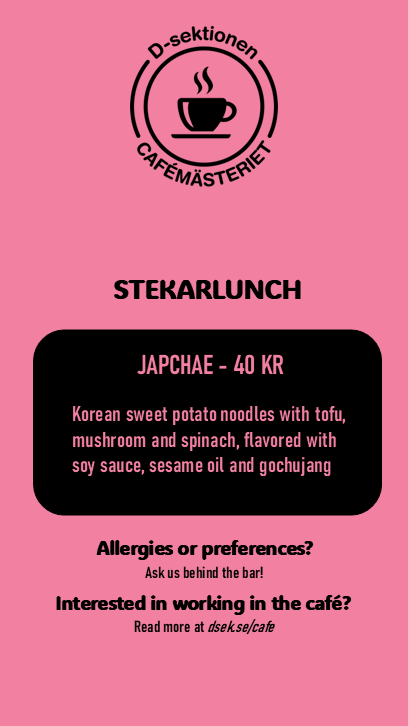 D-sektionen
CAFÉMÄSTERIET
STEKARLUNCH
JAPCHAE - 40 KR
Korean sweet potato noodles with tofu,
mushroom and spinach, flavored with
soy sauce, sesame oil and gochujang
Allergies or preferences?
Ask us behind the bar!
Interested in working in the café?
Read more at dsek.se/cafe